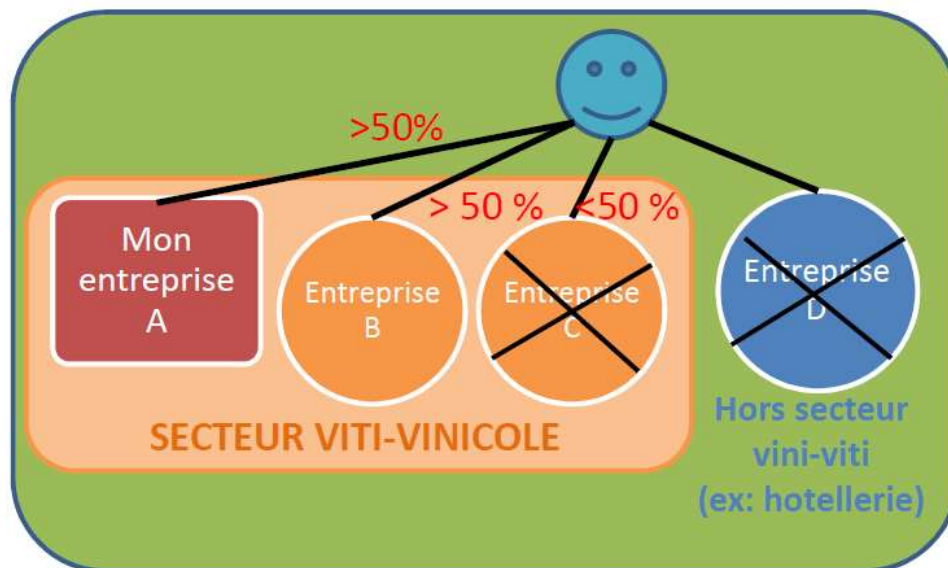 >50%
> 50 %
<50 %
Mon
entreprise
A
Entreprise
B
Entreprise
C
Entreprise
D
SECTEUR VITI-VINICOLE
Hors secteur
vini-viti
(ex: hotellerie)